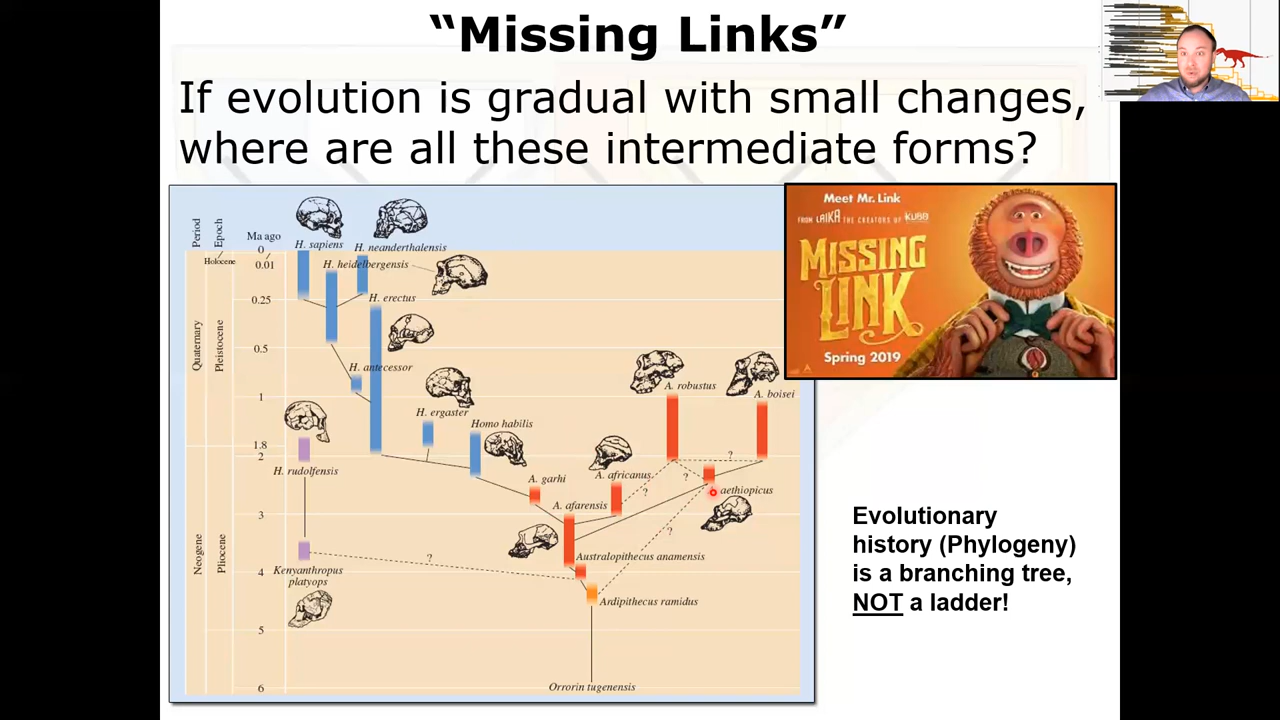 “Missing Links”
If evolution is gradual with small changes,
where are all these intermediate forms?
Period
Epoch
Ma ago
H. sapiens
H. neanderthalensis
0
Holocene
0.01
H. heidelbergensis
0.25
H. erectus
Quaternary
Pleistocene
0.5
H. antecessor
1
A. robustus
A. boisei
H. ergaster
Homo habilis
1.8
2
?
H. rudolfensis
A. garhi
A. africanus
?
?
aethiopicus
A. afarensis
3
?
Neogene
Pliocene
?
Australopithecus anamensis
Kenyanthropus
platyops
4
Ardipithecus ramidus
5
Orrorin tugenensis
6
Meet Mr. Link
FROM LAIKA THE CREATORS OF KUBO
MISSING
LINK
Spring 2019
Evolutionary
history (Phylogeny)
is a branching tree,
NOT a ladder!